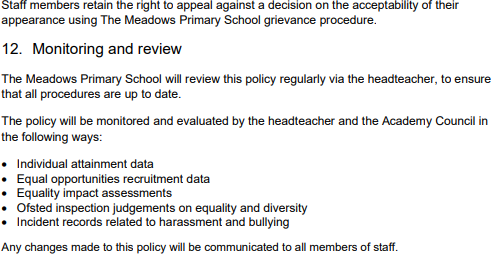 Staff members retain the right to appeal against a decision on the acceptability of their
appearance using The Meadows Primary School grievance procedure.
12. Monitoring and review
The Meadows Primary School will review this policy regularly via the headteacher, to ensure
that all procedures are up to date.
The policy will be monitored and evaluated by the headteacher and the Academy Council in
the following ways:
• Individual attainment data
• Equal opportunities recruitment data
• Equality impact assessments
• Ofsted inspection judgements on equality and diversity
• Incident records related to harassment and bullying
Any changes made to this policy will be communicated to all members of staff.